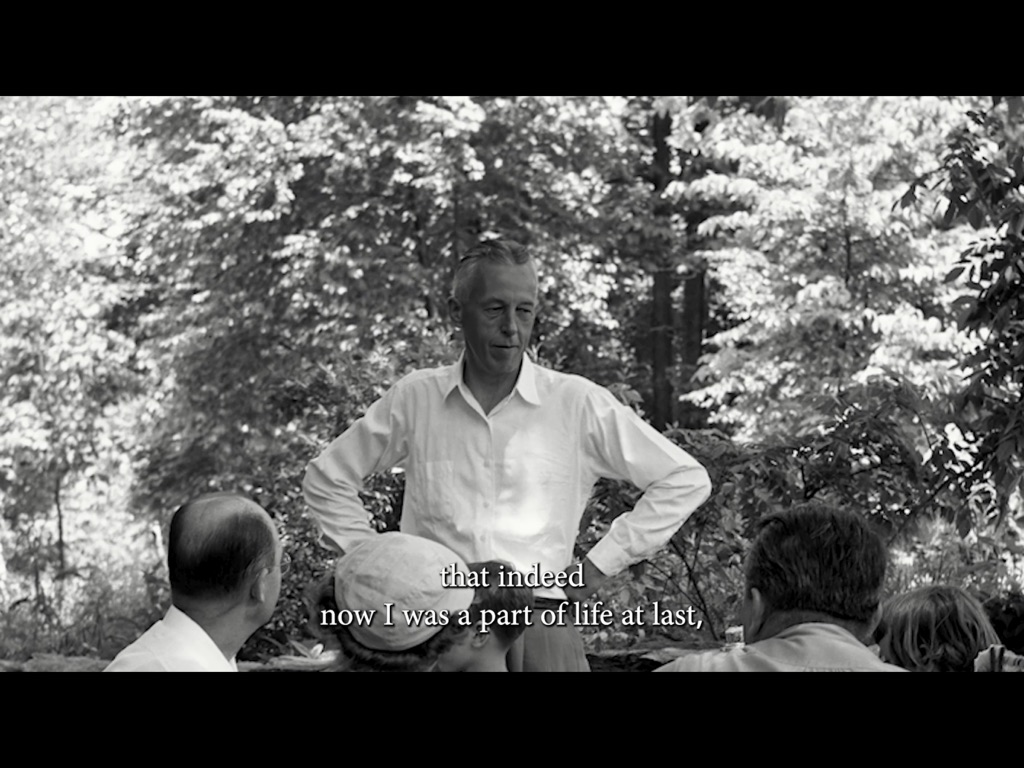 that indeed
now I was a part of life at last,